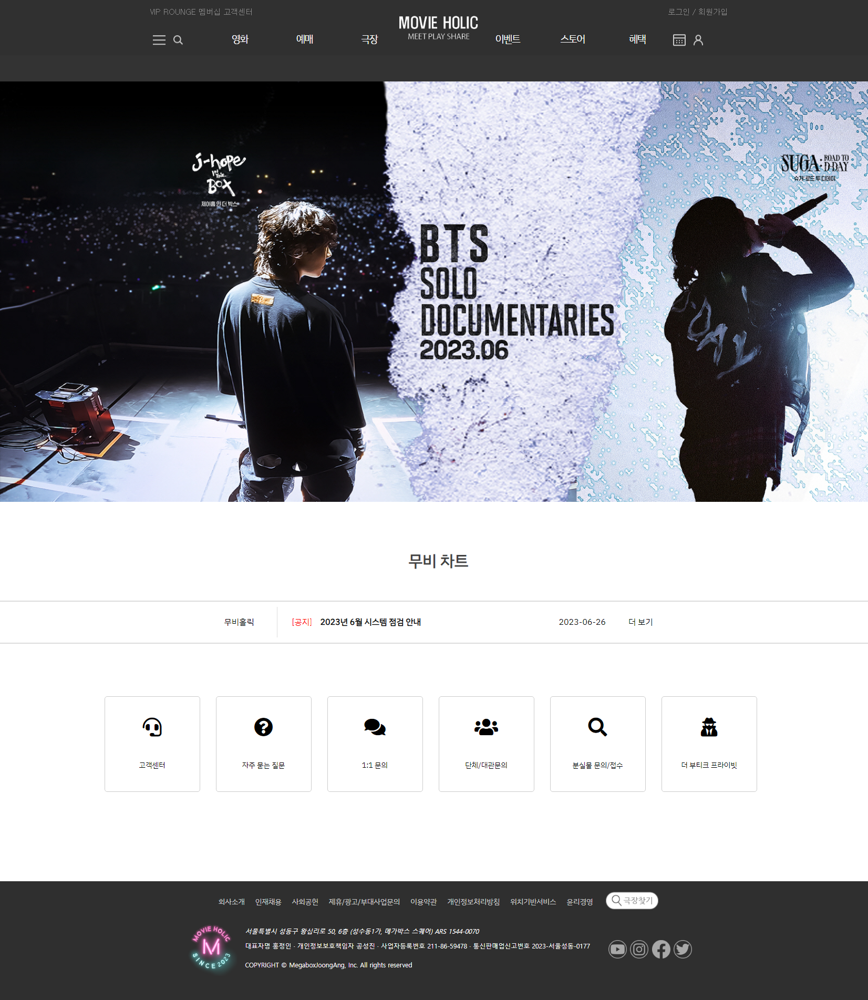 VIP ROUNGE 멤버십 고객센터
로그인 / 회원가입
MOVIE HOLIC
MEET PLAY SHARE
영화
예매
극장
이벤트
스토어
혜택
j-hope
IN THE
BOX
제이홉 인 더 박스
SUGA: ROAD TO D-DAY
슈가: 로드 투 디데이
BTS
SOLO
DOCUMENTARIES
2023.06
무비 차트
무비홀릭
[공지] 2023년 6월 시스템 점검 안내
2023-06-26
더 보기
고객센터
자주 묻는 질문
1:1 문의
단체/대관문의
분실물 문의/접수
더 부티크 프라이빗
회사소개 인재채용 사회공헌 제휴/광고/부대사업문의 이용약관 개인정보처리방침 위치기반서비스 윤리경영
극장찾기
MOVIE HOLIC
M
SINCE 2023
서울특별시 성동구 왕십리로 50, 6층 (성수동1가, 메가박스 스퀘어) ARS 1544-0070
대표자명 홍정인 · 개인정보보호책임자 공성진 · 사업자등록번호 211-86-59478 · 통신판매업신고번호 2023-서울성동-0177
COPYRIGHT © MegaboxJoongAng, Inc. All rights reserved